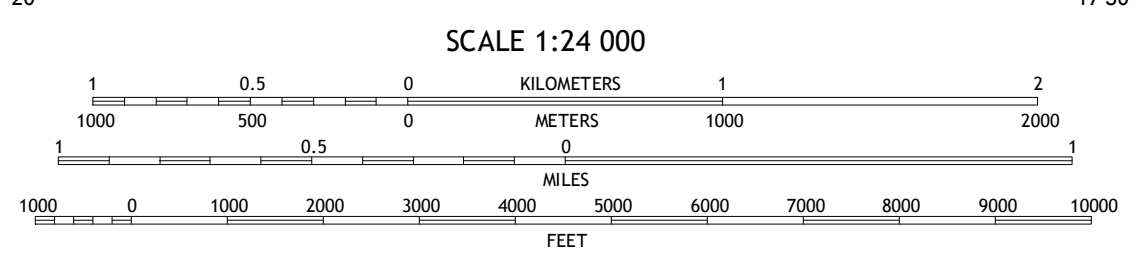 SCALE 1:24 000
1 0.5 0 KILOMETERS 1 2
1000 500 0 METERS 1000 2000
1 0.5 0 1
MILES
1000 0 1000 2000 3000 4000 5000 6000 7000 8000 9000 10000
FEET